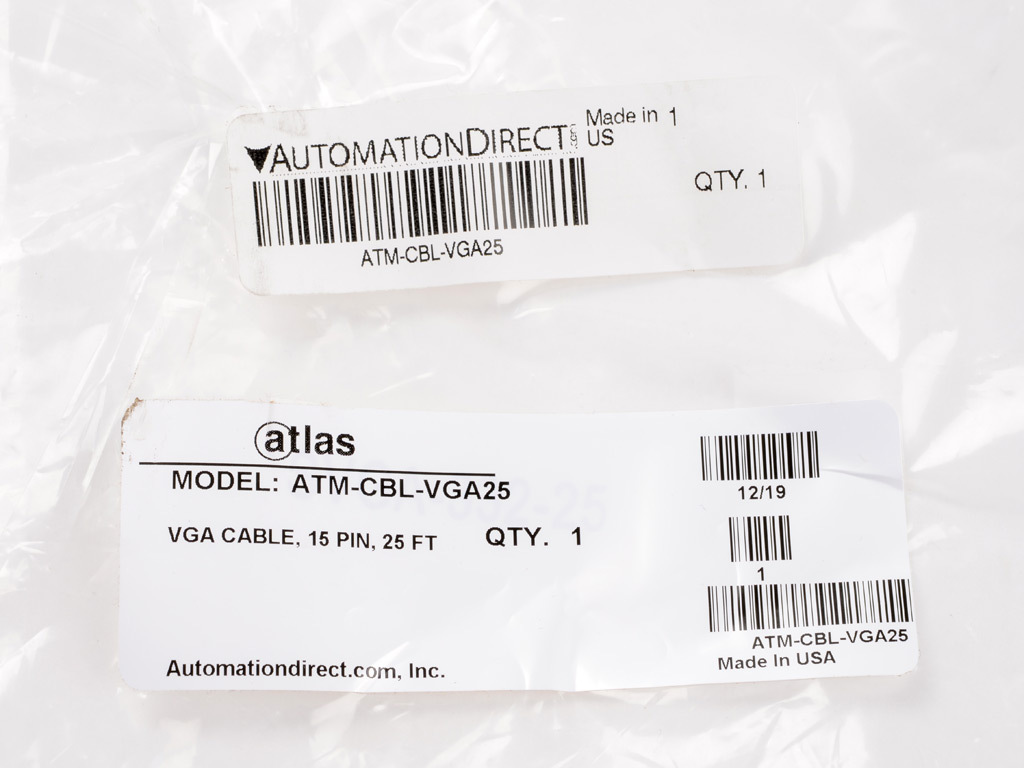 AUTOMATIONDIRECT
Made in 1
US
QTY. 1
ATM-CBL-VGA25
atlas
MODEL: ATM-CBL-VGA25
VGA CABLE, 15 PIN, 25 FT QTY. 1
12/19
1
ATM-CBL-VGA25
Made In USA
Automationdirect.com, Inc.